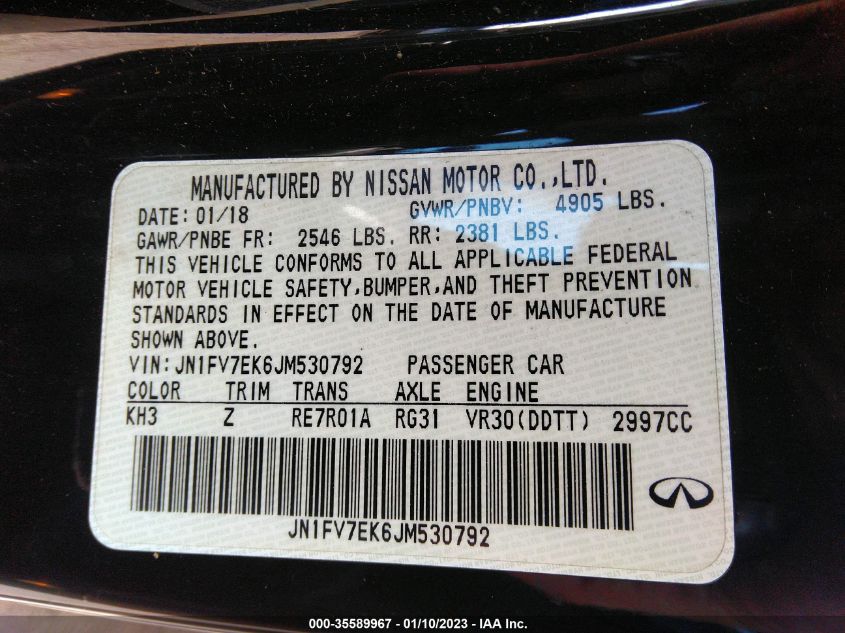 MANUFACTURED BY NISSAN MOTOR CO.,LTD.
DATE: 01/18 GVWR/PNBV: 4905 LBS.
GAWR/PNBE FR: 2546 LBS. RR: 2381 LBS.
THIS VEHICLE CONFORMS TO ALL APPLICABLE FEDERAL
MOTOR VEHICLE SAFETY,BUMPER,AND THEFT PREVENTION
STANDARDS IN EFFECT ON THE DATE OF MANUFACTURE
SHOWN ABOVE.
VIN:JN1FV7EK6JM530792 PASSENGER CAR
COLOR TRIM TRANS AXLE ENGINE
KH3 Z RE7R01A RG31 VR30(DDTT) 2997CC
JN1FV7EK6JM530792
000-35589967 - 01/10/2023 - IAA Inc.